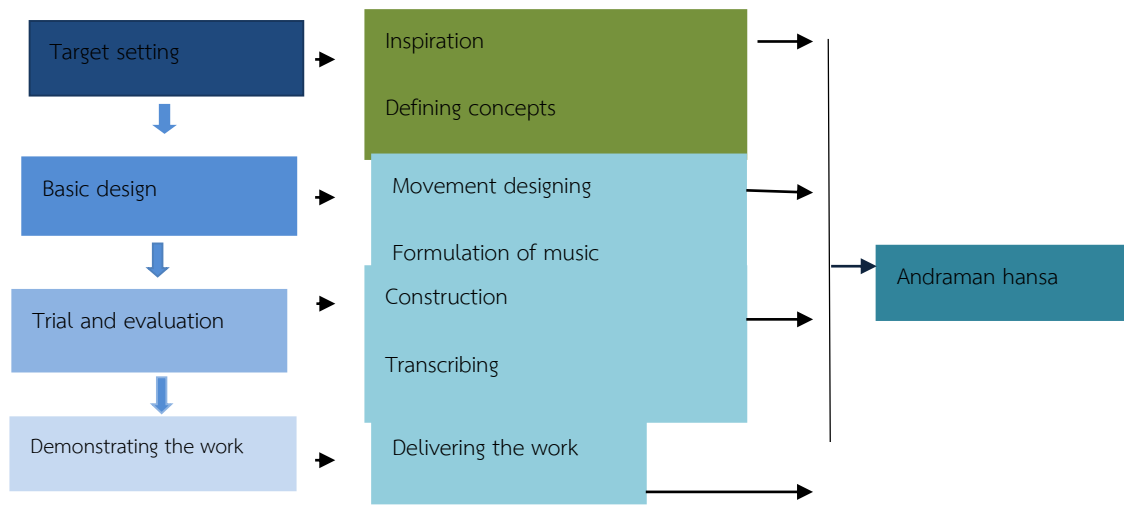 Target setting
Inspiration
Defining concepts
Basic design
Movement designing
Formulation of music
Trial and evaluation
Construction
Transcribing
Demonstrating the work
Delivering the work
Andraman hansa